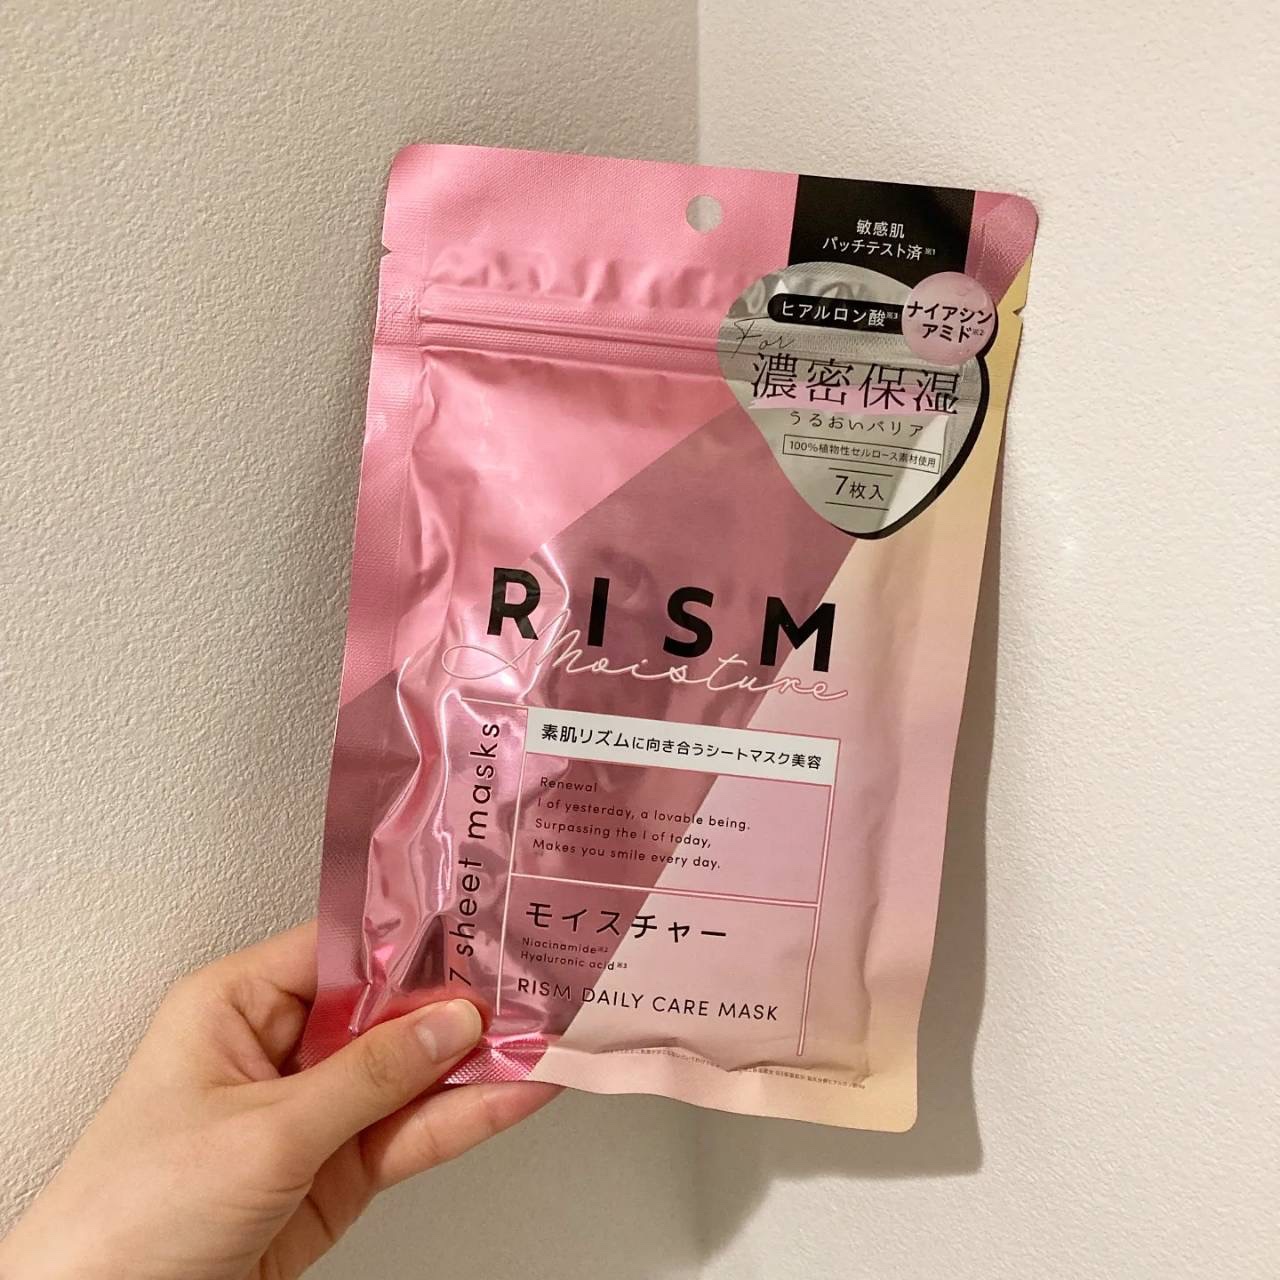 敏感肌
パッチテスト済※1
ヒアルロン酸※3
ナイアシン
アミド※2
For
濃密保湿
うるおいバリア
100%植物性セルロース素材使用
7枚入
RISM
Moisture
7 sheet masks
素肌リズムに向き合うシートマスク美容
Renewal
I of yesterday, a lovable being.
Surpassing the I of today,
Makes you smile every day.
モイスチャー
Niacinamide※2
Hyaluronic acid※3
RISM DAILY CARE MASK